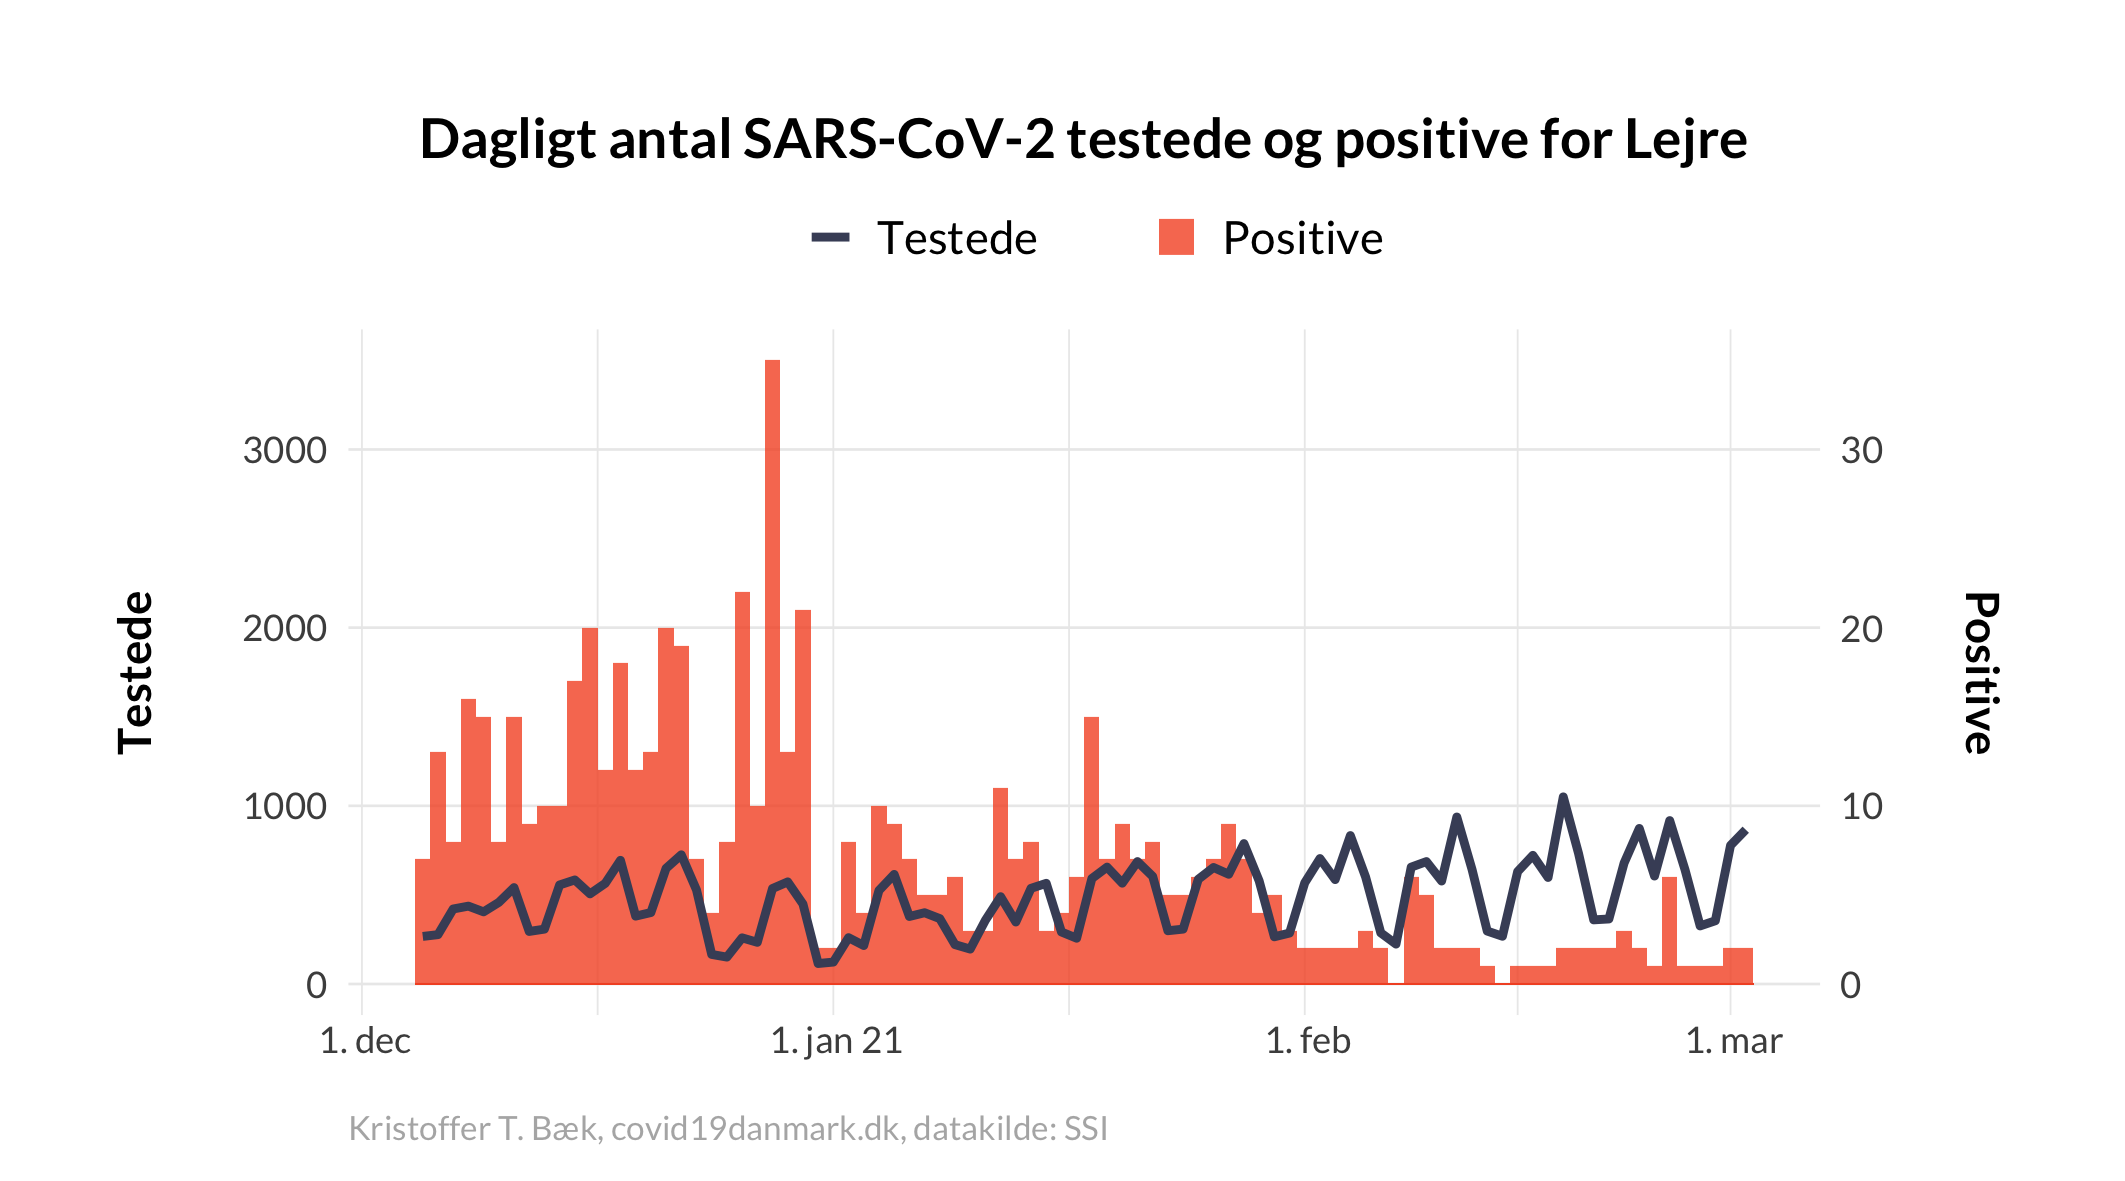 Dagligt antal SARS-CoV-2 testede og positive for Lejre
Testede Positive
3000 30
2000 20
1000 10
0 0
Testede
Positive
1. dec 1. jan 21 1. feb 1. mar
Kristoffer T. Bæk, covid19danmark.dk, datakilde: SSI